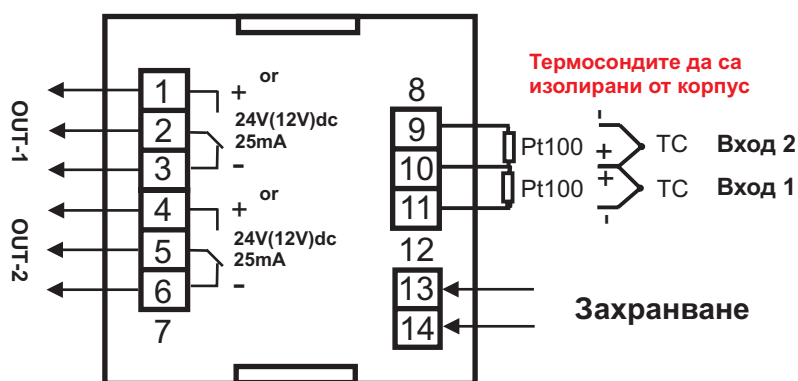 OUT-1
OUT-2
1
2
3
4
5
6
7
+ or
24V(12V)dc
25mA
-
+ or
24V(12V)dc
25mA
-
8
9
10
11
12
13
14
Термосондите да са
изолирани от корпус
Pt100
- + TC Вход 2
Pt100
+ - TC Вход 1
Захранване